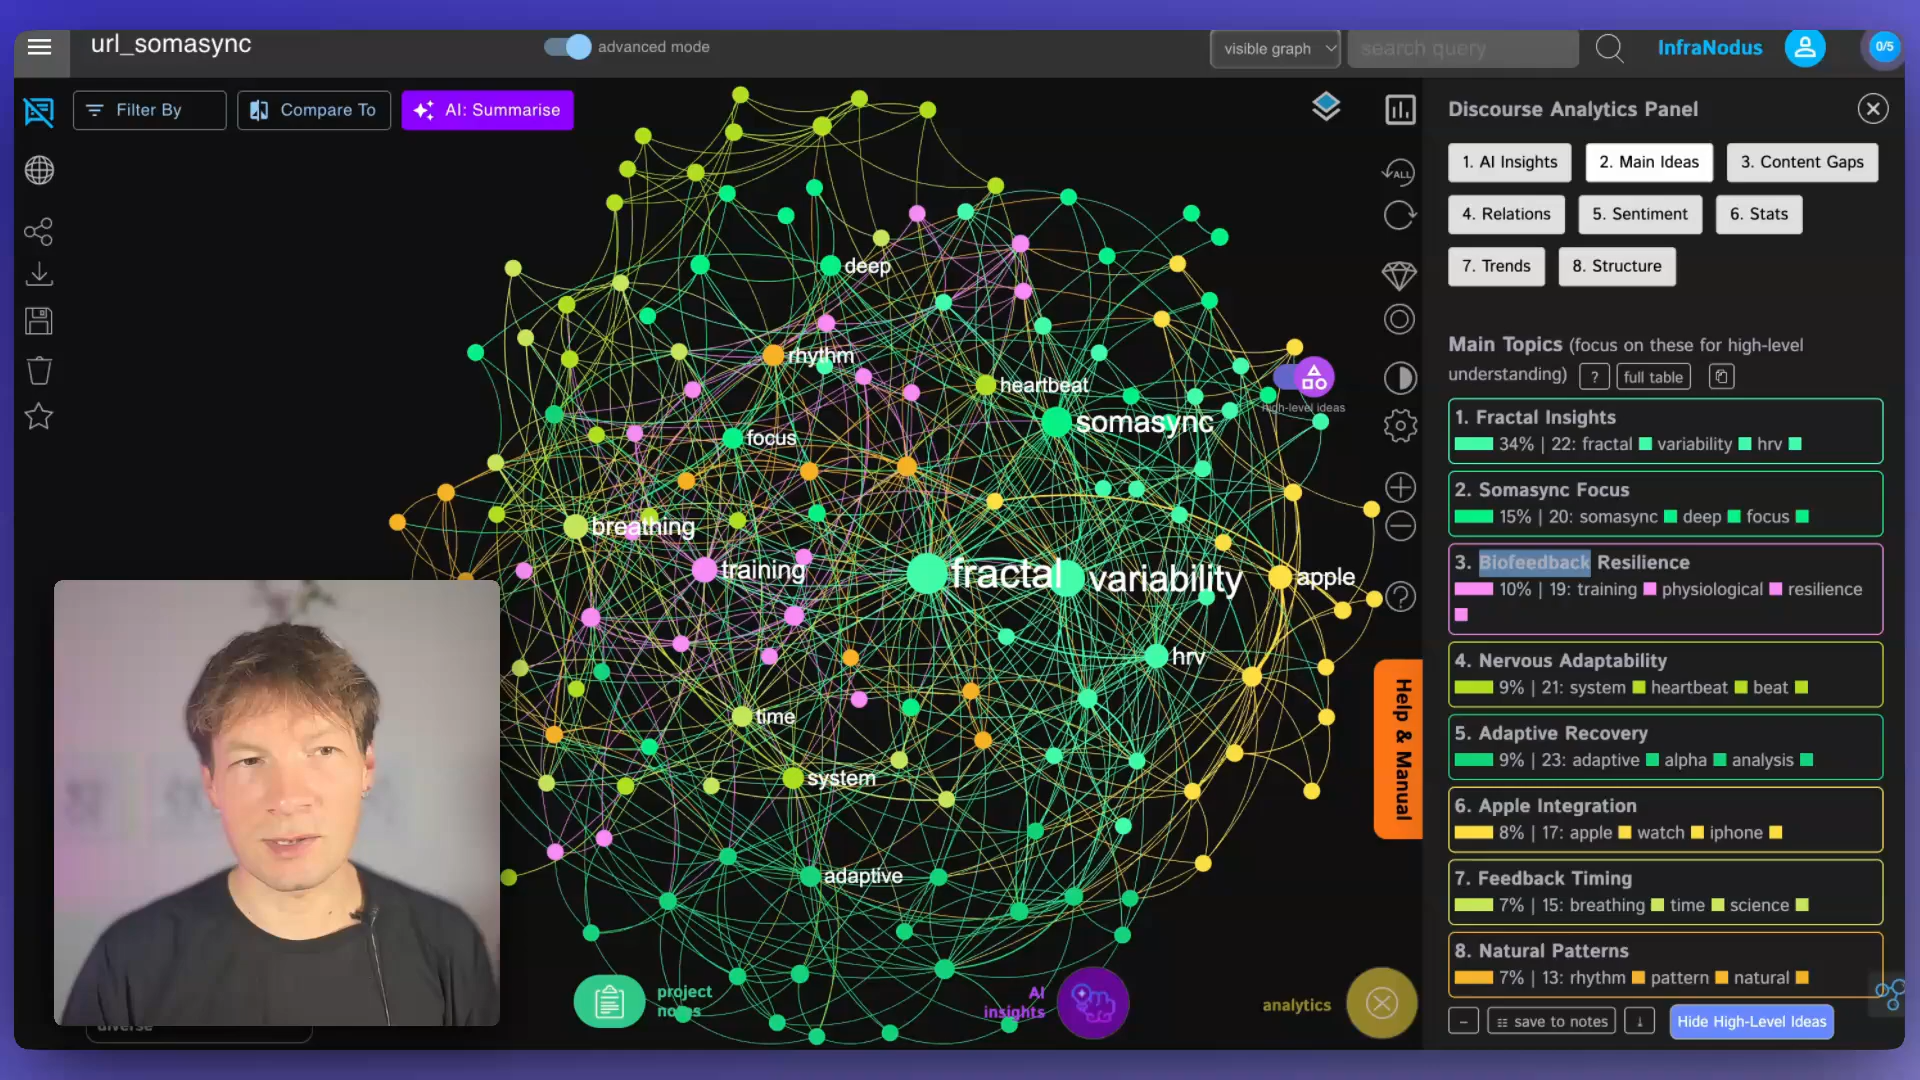 url_somasync
advanced mode
visible graph
search query
InfraNodus
0/5
Filter By
Compare To
AI: Summarise
deep
rhythm
heartbeat
somasync
focus
breathing
training
fractal
variability
apple
hrv
time
system
adaptive
high-level ideas
ALL
Help & Manual
project
notes
AI
insights
analytics
diverse
Discourse Analytics Panel
1. AI Insights
2. Main Ideas
3. Content Gaps
4. Relations
5. Sentiment
6. Stats
7. Trends
8. Structure
Main Topics (focus on these for high-level
understanding) ? full table
1. Fractal Insights
34% | 22: fractal variability hrv
2. Somasync Focus
15% | 20: somasync deep focus
3. Biofeedback Resilience
10% | 19: training physiological resilience
4. Nervous Adaptability
9% | 21: system heartbeat beat
5. Adaptive Recovery
9% | 23: adaptive alpha analysis
6. Apple Integration
8% | 17: apple watch iphone
7. Feedback Timing
7% | 15: breathing time science
8. Natural Patterns
7% | 13: rhythm pattern natural
− save to notes ↓ Hide High-Level Ideas